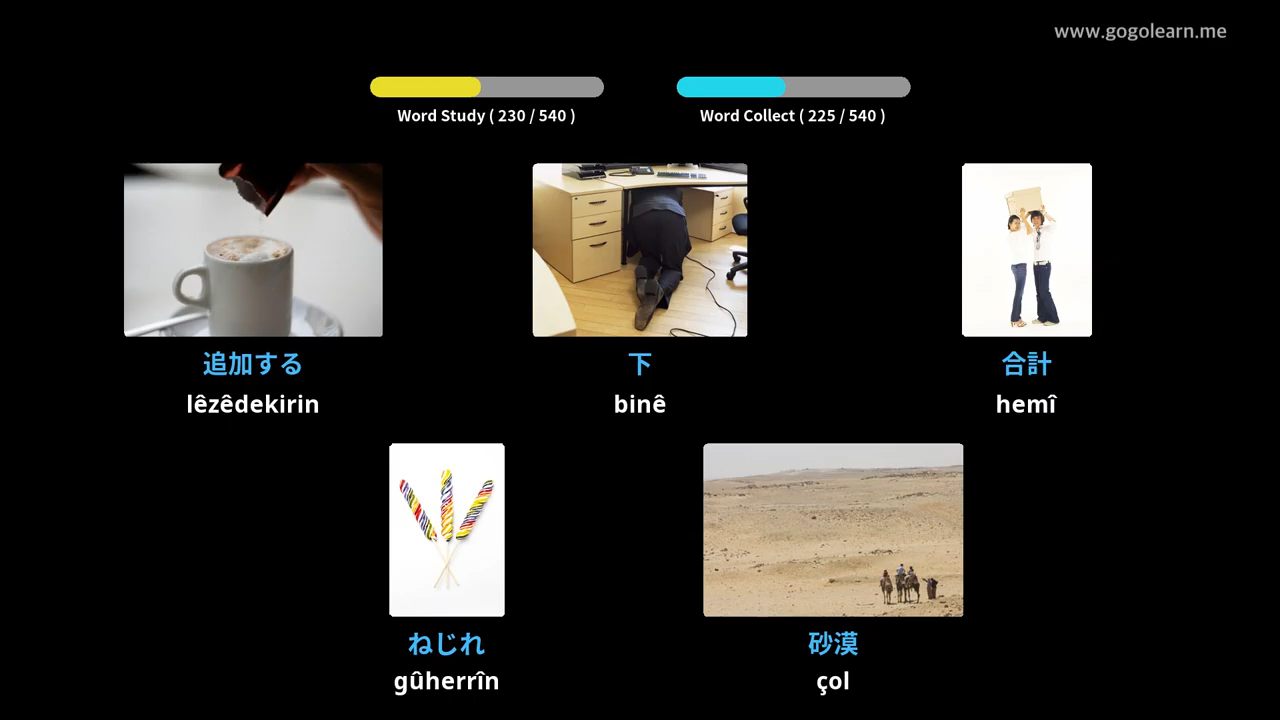 www.gogolearn.me
Word Study ( 230 / 540 )
Word Collect ( 225 / 540 )
追加する
lêzêdekirin
下
binê
合計
hemî
ねじれ
gûherrîn
砂漠
çol